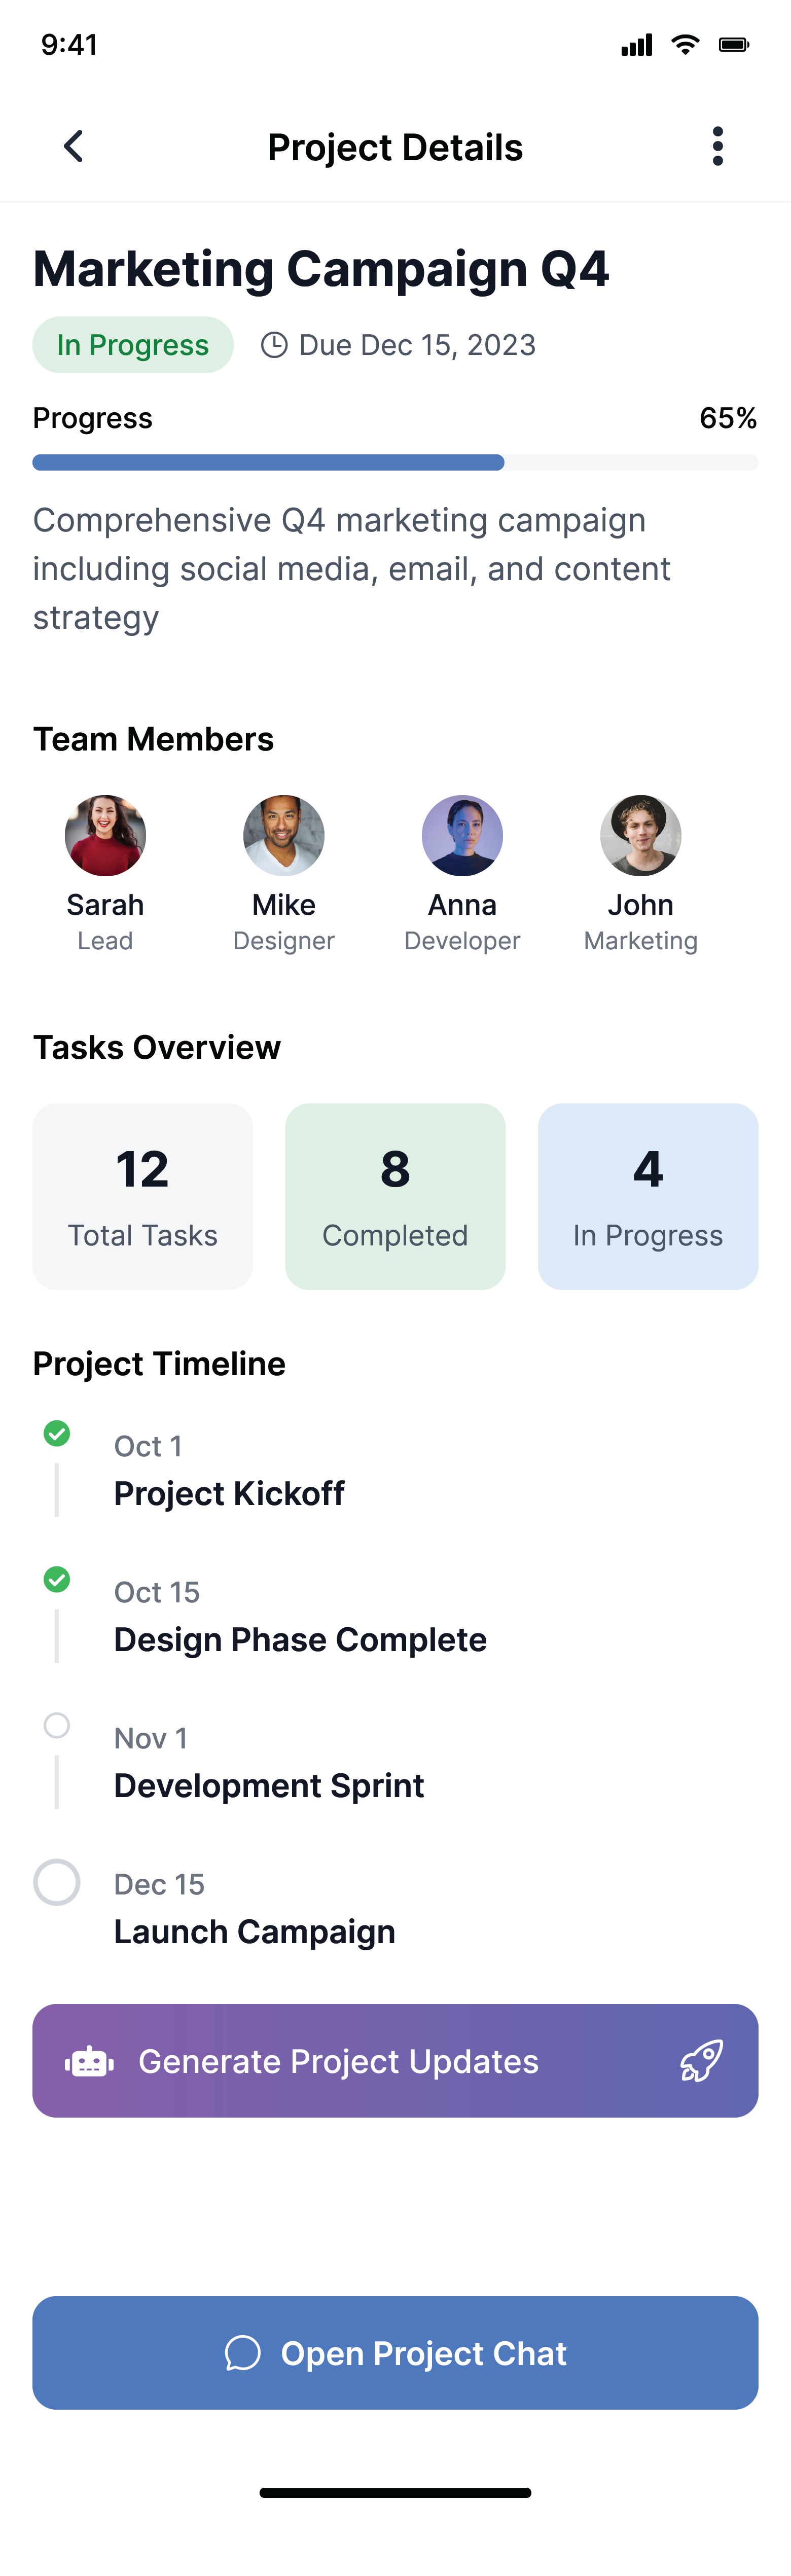 9:41
Project Details
Marketing Campaign Q4
In Progress
Due Dec 15, 2023
Progress
65%
Comprehensive Q4 marketing campaign
including social media, email, and content
strategy
Team Members
Sarah
Lead
Mike
Designer
Anna
Developer
John
Marketing
Tasks Overview
12
Total Tasks
8
Completed
4
In Progress
Project Timeline
Oct 1
Project Kickoff
Oct 15
Design Phase Complete
Nov 1
Development Sprint
Dec 15
Launch Campaign
Generate Project Updates
Open Project Chat